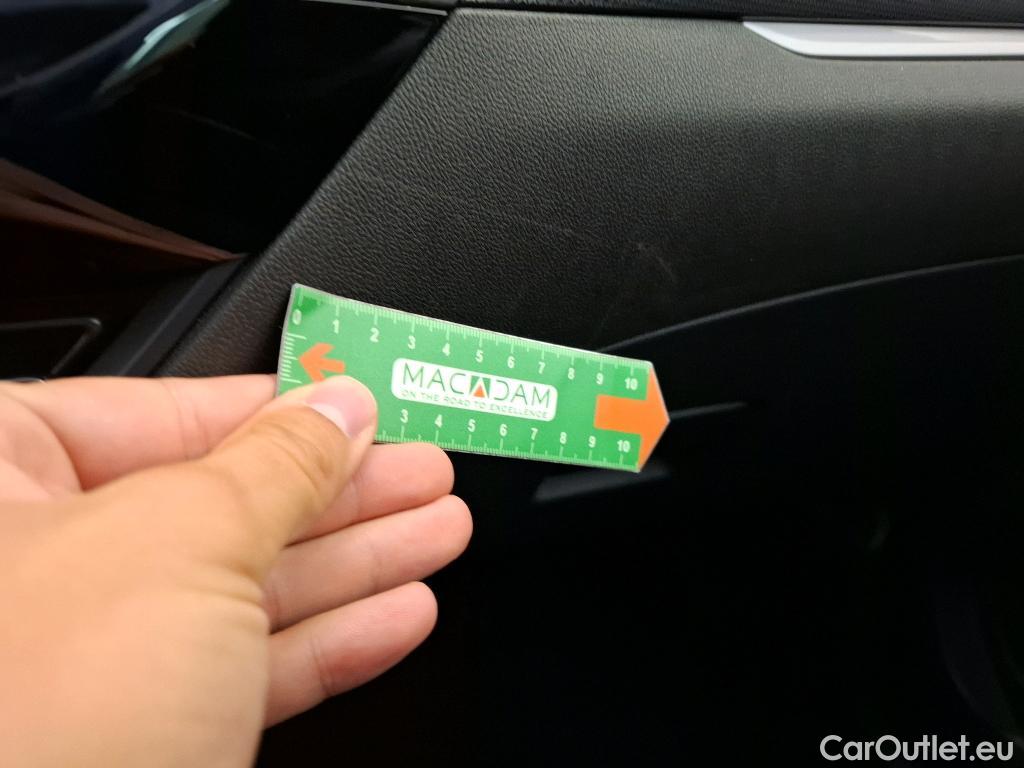 0 1 2 3 4 5 6 7 8 9 10
MACADAM
ON THE ROAD TO EXCELLENCE
3 4 5 6 7 8 9 10
CarOutlet.eu